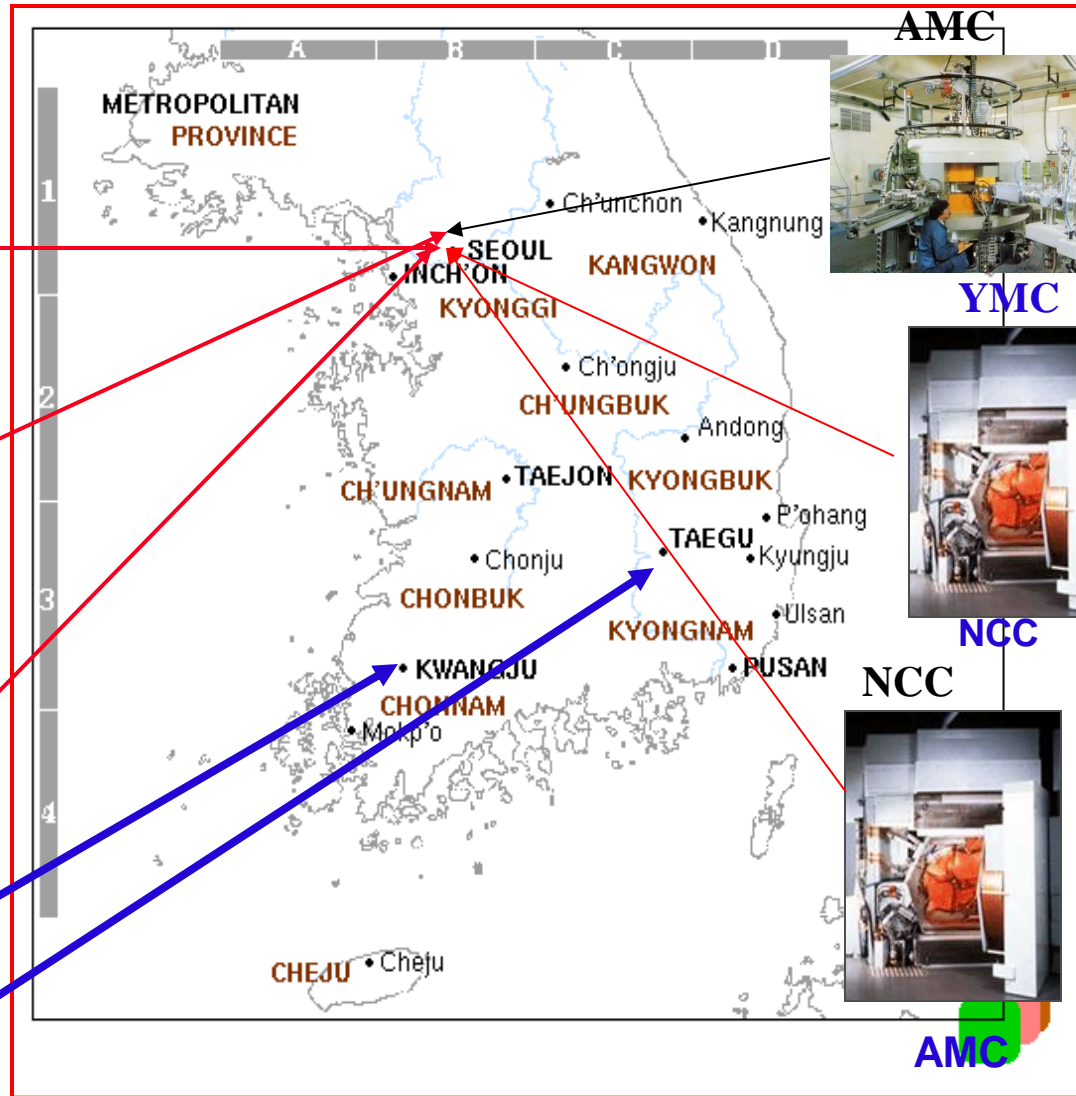 AMC
A B C D
METROPOLITAN
PROVINCE
1
Ch'unchon
Kangnung
SEOUL
KANGWON
INCH'ON
YMC
KYONGGI
Ch'ongju
2
CH'UNGBUK
Andong
TAEJON
KYONGBUK
CH'UNGNAM
P'ohang
TAEGU
Chonju
Kyungju
CHONBUK
3
Ulsan
KYONGNAM
NCC
KWANGJU
PUSAN
NCC
CHONNAM
Mokp'o
4
Cheju
CHEJU
AMC